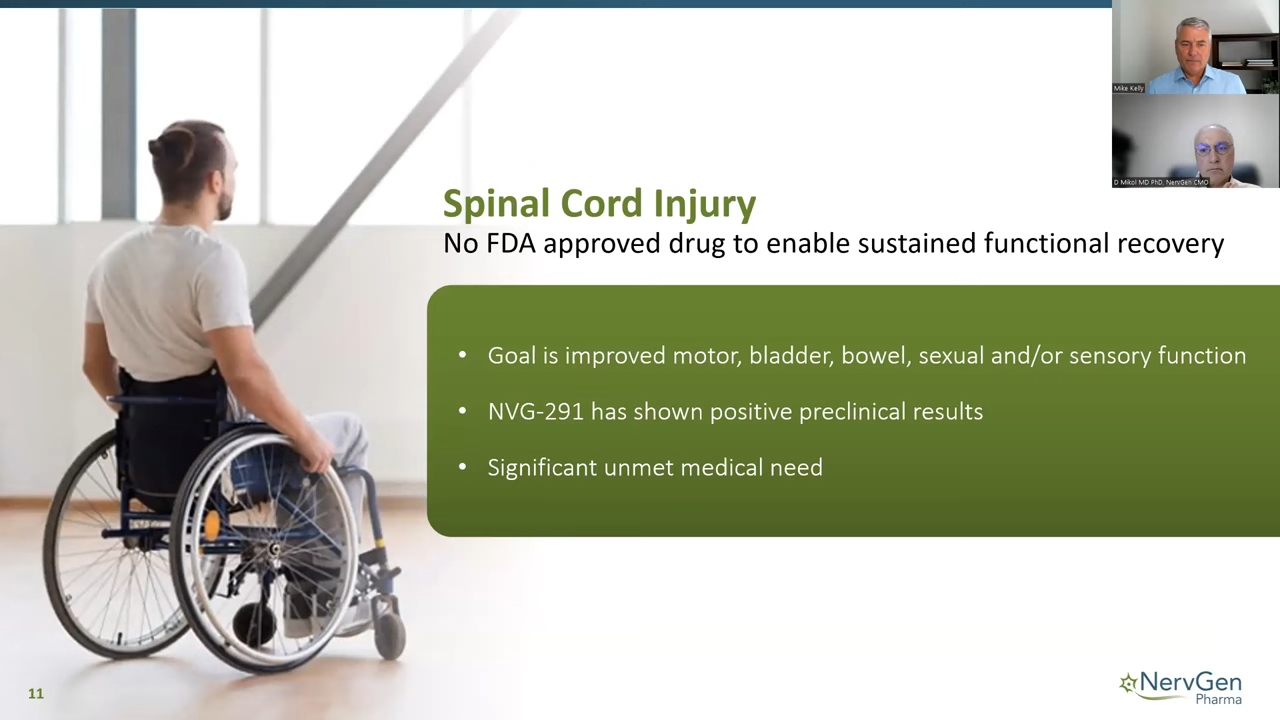 Mike Kelly
D Mikol MD PhD, NervGen CMO
Spinal Cord Injury
No FDA approved drug to enable sustained functional recovery
• Goal is improved motor, bladder, bowel, sexual and/or sensory function
• NVG-291 has shown positive preclinical results
• Significant unmet medical need
11
NervGen
Pharma